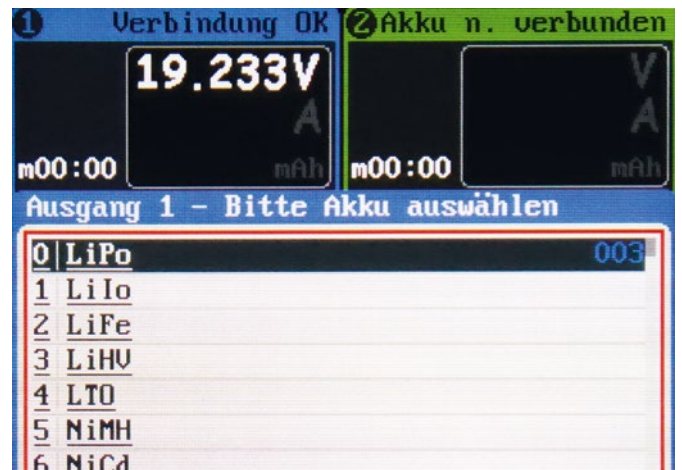 1 Verbindung OK
2 Akku n. verbunden
19.233V
A
m00:00 mAh
V
A
m00:00 mAh
Ausgang 1 - Bitte Akku auswählen
0 LiPo 003
1 LiIo
2 LiFe
3 LiHV
4 LTO
5 NiMH
6 NiCd